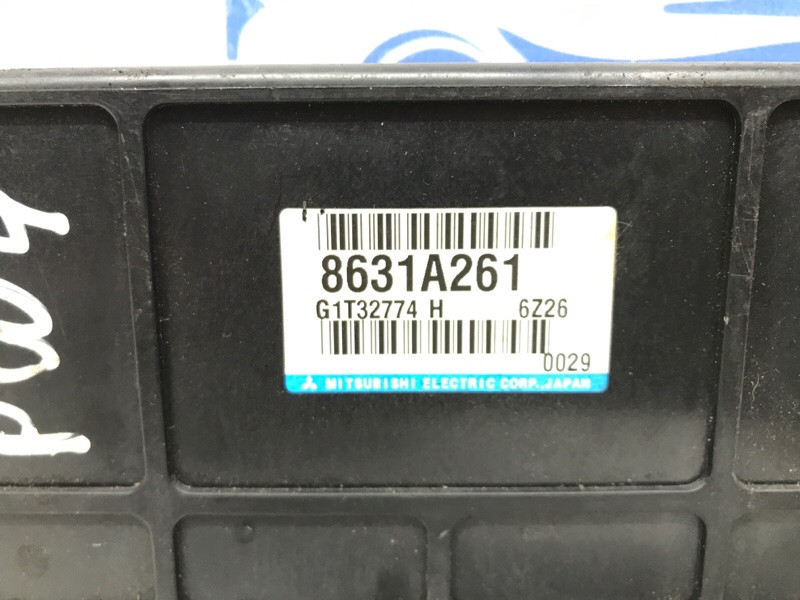 8631A261
G1T32774 H 6Z26
0029
MITSUBISHI ELECTRIC CORP.,JAPAN